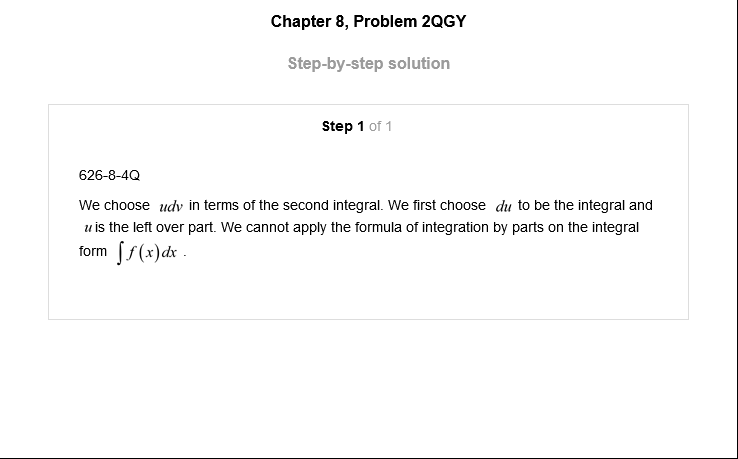 Chapter 8, Problem 2QGY
Step-by-step solution
Step 1 of 1
626-8-4Q
We choose udv in terms of the second integral. We first choose du to be the integral and
u is the left over part. We cannot apply the formula of integration by parts on the integral
form ∫f(x)dx .